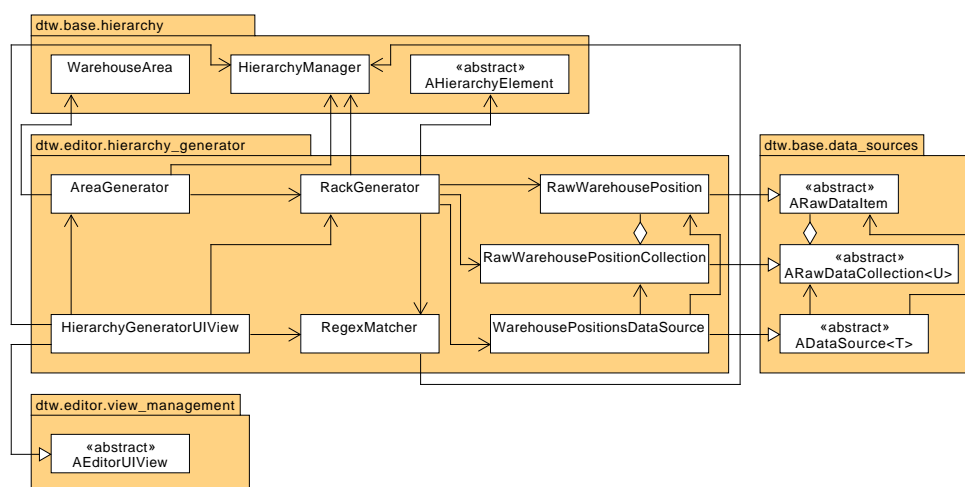 dtw.base.hierarchy
WarehouseArea
HierarchyManager
«abstract»
AHierarchyElement
dtw.editor.hierarchy_generator
AreaGenerator
RackGenerator
RawWarehousePosition
RawWarehousePositionCollection
HierarchyGeneratorUIView
RegexMatcher
WarehousePositionsDataSource
dtw.base.data_sources
«abstract»
ARawDataItem
«abstract»
ARawDataCollection<U>
«abstract»
ADataSource<T>
dtw.editor.view_management
«abstract»
AEditorUIView